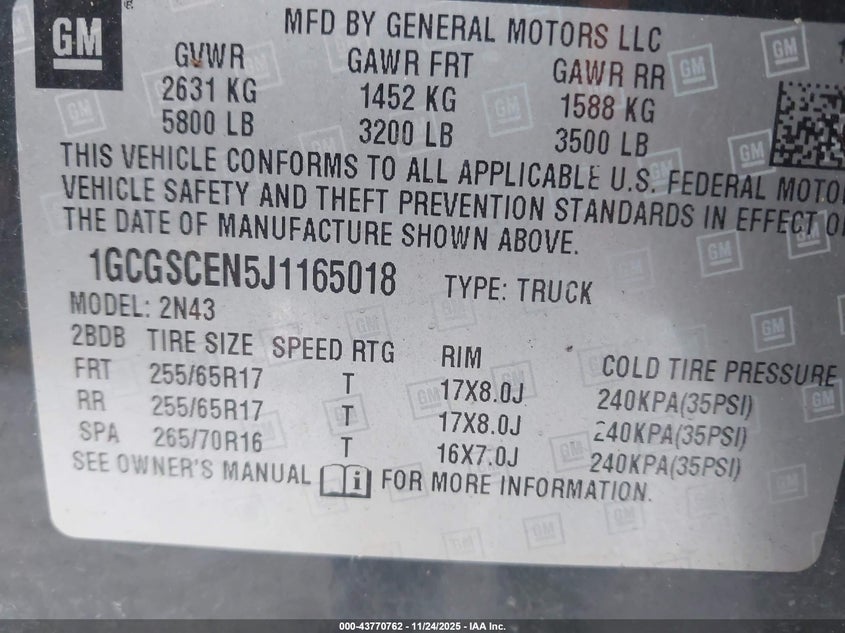 GM
MFD BY GENERAL MOTORS LLC
GVWR GAWR FRT GAWR RR
2631 KG 1452 KG 1588 KG
5800 LB 3200 LB 3500 LB
THIS VEHICLE CONFORMS TO ALL APPLICABLE U.S. FEDERAL MOTOR
VEHICLE SAFETY AND THEFT PREVENTION STANDARDS IN EFFECT ON
THE DATE OF MANUFACTURE SHOWN ABOVE.
1GCGSCEN5J1165018 TYPE: TRUCK
MODEL: 2N43
2BDB TIRE SIZE SPEED RTG RIM COLD TIRE PRESSURE
FRT 255/65R17 T 17X8.0J 240KPA(35PSI)
RR 255/65R17 T 17X8.0J 240KPA(35PSI)
SPA 265/70R16 T 16X7.0J 240KPA(35PSI)
SEE OWNER'S MANUAL i FOR MORE INFORMATION.
000-43770762 - 11/24/2025 - IAA Inc.